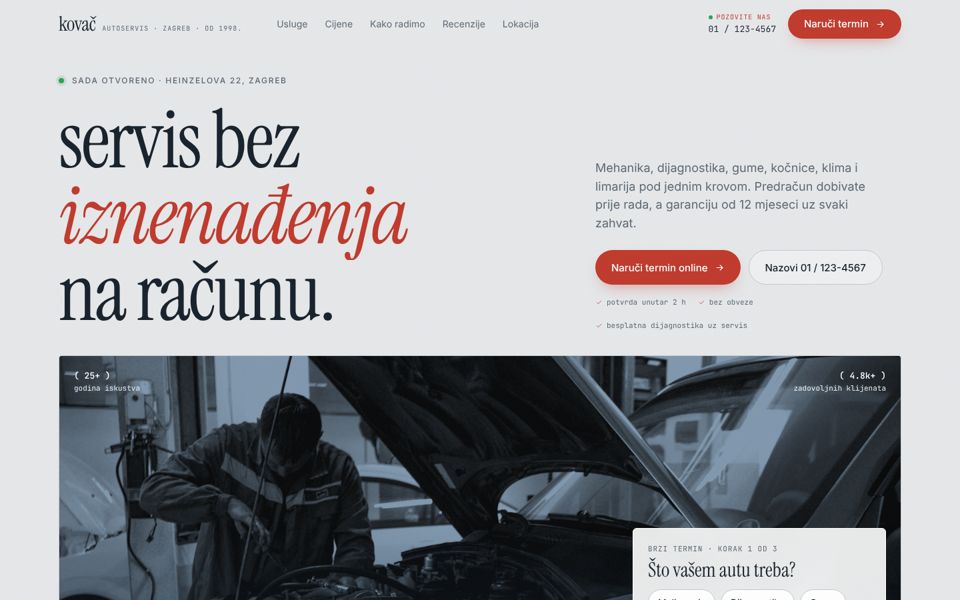 kovač AUTOSERVIS · ZAGREB · OD 1998.
Usluge Cijene Kako radimo Recenzije Lokacija
POZOVITE NAS
01 / 123-4567
Naruči termin →
SADA OTVORENO · HEINZELOVA 22, ZAGREB
servis bez
iznenađenja
na računu.
Mehanika, dijagnostika, gume, kočnice, klima i
limarija pod jednim krovom. Predračun dobivate
prije rada, a garanciju od 12 mjeseci uz svaki
zahvat.
Naruči termin online →
Nazovi 01 / 123-4567
✓ potvrda unutar 2 h ✓ bez obveze
✓ besplatna dijagnostika uz servis
( 25+ )
godina iskustva
( 4.8k+ )
zadovoljnih klijenata
BRZI TERMIN · KORAK 1 OD 3
Što vašem autu treba?